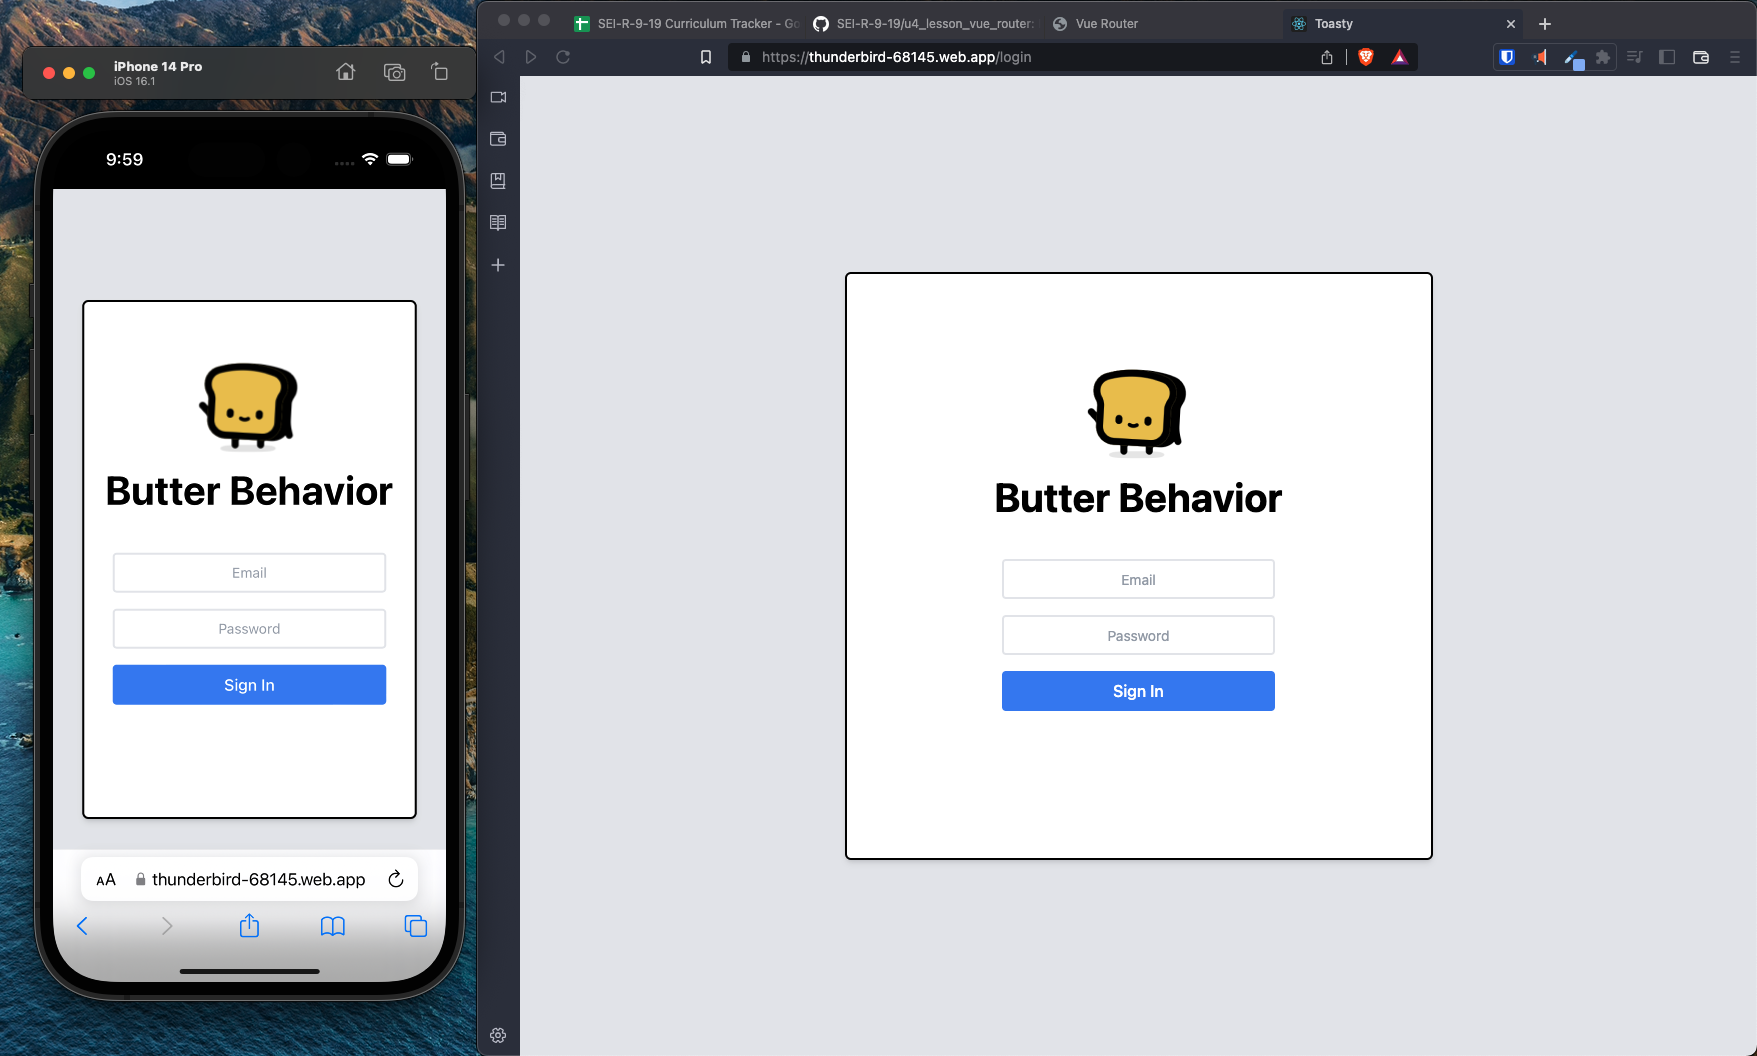 iPhone 14 Pro
iOS 16.1
9:59
Butter Behavior
Email
Password
Sign In
AA
thunderbird-68145.web.app
SEI-R-9-19 Curriculum Tracker - Go
SEI-R-9-19/u4_lesson_vue_router:
Vue Router
Toasty
https://thunderbird-68145.web.app/login
Butter Behavior
Email
Password
Sign In